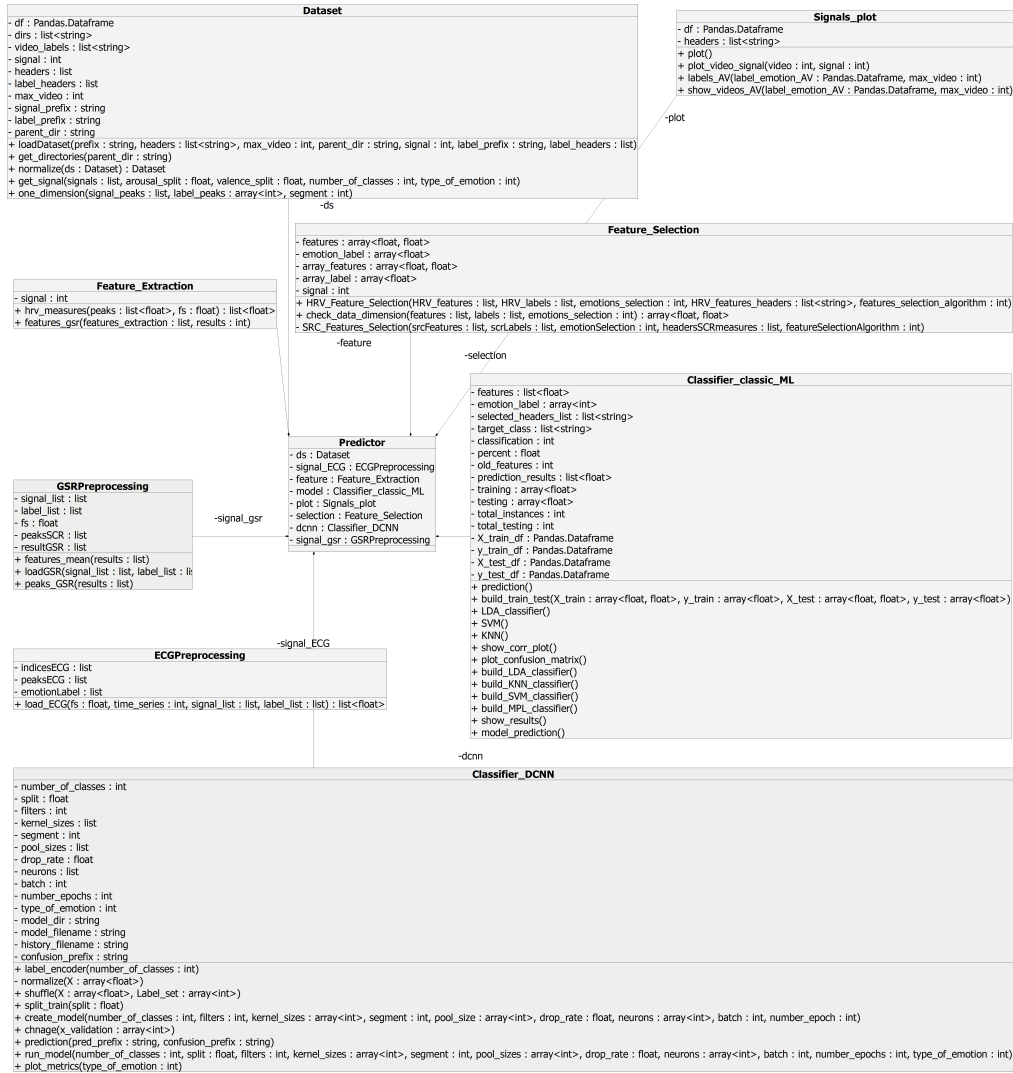 Dataset
- df : Pandas.Dataframe
- dirs : list<string>
- video_labels : list<string>
- signal : int
- headers : list
- label_headers : list
- max_video : int
- signal_prefix : string
- label_prefix : string
- parent_dir : string
+ loadDataset(prefix : string, headers : list<string>, max_video : int, parent_dir : string, signal : int, label_prefix : string, label_headers : list)
+ get_directories(parent_dir : string)
+ normalize(ds : Dataset) : Dataset
+ get_signal(signals : list, arousal_split : float, valence_split : float, number_of_classes : int, type_of_emotion : int)
+ one_dimension(signal_peaks : list, label_peaks : array<int>, segment : int)
Signals_plot
- df : Pandas.Dataframe
- headers : list<string>
+ plot()
+ plot_video_signal(video : int, signal : int)
+ labels_AV(label_emotion_AV : Pandas.Dataframe, max_video : int)
+ show_videos_AV(label_emotion_AV : Pandas.Dataframe, max_video : int)
-plot
-ds
Feature_Selection
- features : array<float, float>
- emotion_label : array<float>
- array_features : array<float, float>
- array_label : array<float>
- signal : int
+ HRV_Feature_Selection(HRV_features : list, HRV_labels : list, emotions_selection : int, HRV_features_headers : list<string>, features_selection_algorithm : int)
+ check_data_dimension(features : list, labels : list, emotions_selection : int) : array<float, float>
- SRC_Features_Selection(srcFeatures : list, scrLabels : list, emotionSelection : int, headersSCRmeasures : list, featureSelectionAlgorithm : int)
Feature_Extraction
- signal : int
+ hrv_measures(peaks : list<float>, fs : float) : list<float>
+ features_gsr(features_extraction : list, results : int)
-feature
-selection
Classifier_classic_ML
- features : list<float>
- emotion_label : array<int>
- selected_headers_list : list<string>
- target_class : list<string>
- classification : int
- percent : float
- old_features : int
- prediction_results : list<float>
- training : array<float>
- testing : array<float>
- total_instances : int
- total_testing : int
- X_train_df : Pandas.Dataframe
- y_train_df : Pandas.Dataframe
- X_test_df : Pandas.Dataframe
- y_test_df : Pandas.Dataframe
+ prediction()
+ build_train_test(X_train : array<float, float>, y_train : array<float>, X_test : array<float, float>, y_test : array<float>)
+ LDA_classifier()
+ SVM()
+ KNN()
+ show_corr_plot()
+ plot_confusion_matrix()
+ build_LDA_classifier()
+ build_KNN_classifier()
+ build_SVM_classifier()
+ build_MPL_classifier()
+ show_results()
+ model_prediction()
Predictor
- ds : Dataset
- signal_ECG : ECGPreprocessing
- feature : Feature_Extraction
- model : Classifier_classic_ML
- plot : Signals_plot
- selection : Feature_Selection
- dcnn : Classifier_DCNN
- signal_gsr : GSRPreprocessing
GSRPreprocessing
- signal_list : list
- label_list : list
- fs : float
- peaksSCR : list
- resultGSR : list
+ features_mean(results : list)
+ loadGSR(signal_list : list, label_list : li
+ peaks_GSR(results : list)
-signal_gsr
-signal_ECG
ECGPreprocessing
- indicesECG : list
- peaksECG : list
- emotionLabel : list
+ load_ECG(fs : float, time_series : int, signal_list : list, label_list : list) : list<float>
-dcnn
Classifier_DCNN
- number_of_classes : int
- split : float
- filters : int
- kernel_sizes : list
- segment : int
- pool_sizes : list
- drop_rate : float
- neurons : list
- batch : int
- number_epochs : int
- type_of_emotion : int
- model_dir : string
- model_filename : string
- history_filename : string
- confusion_prefix : string
+ label_encoder(number_of_classes : int)
- normalize(X : array<float>)
+ shuffle(X : array<float>, Label_set : array<int>)
+ split_train(split : float)
+ create_model(number_of_classes : int, filters : int, kernel_sizes : array<int>, segment : int, pool_size : array<int>, drop_rate : float, neurons : array<int>, batch : int, number_epoch : int)
+ chnage(x_validation : array<int>)
+ prediction(pred_prefix : string, confusion_prefix : string)
+ run_model(number_of_classes : int, split : float, filters : int, kernel_sizes : array<int>, segment : int, pool_sizes : array<int>, drop_rate : float, neurons : array<int>, batch : int, number_epochs : int, type_of_emotion : int)
+ plot_metrics(type_of_emotion : int)